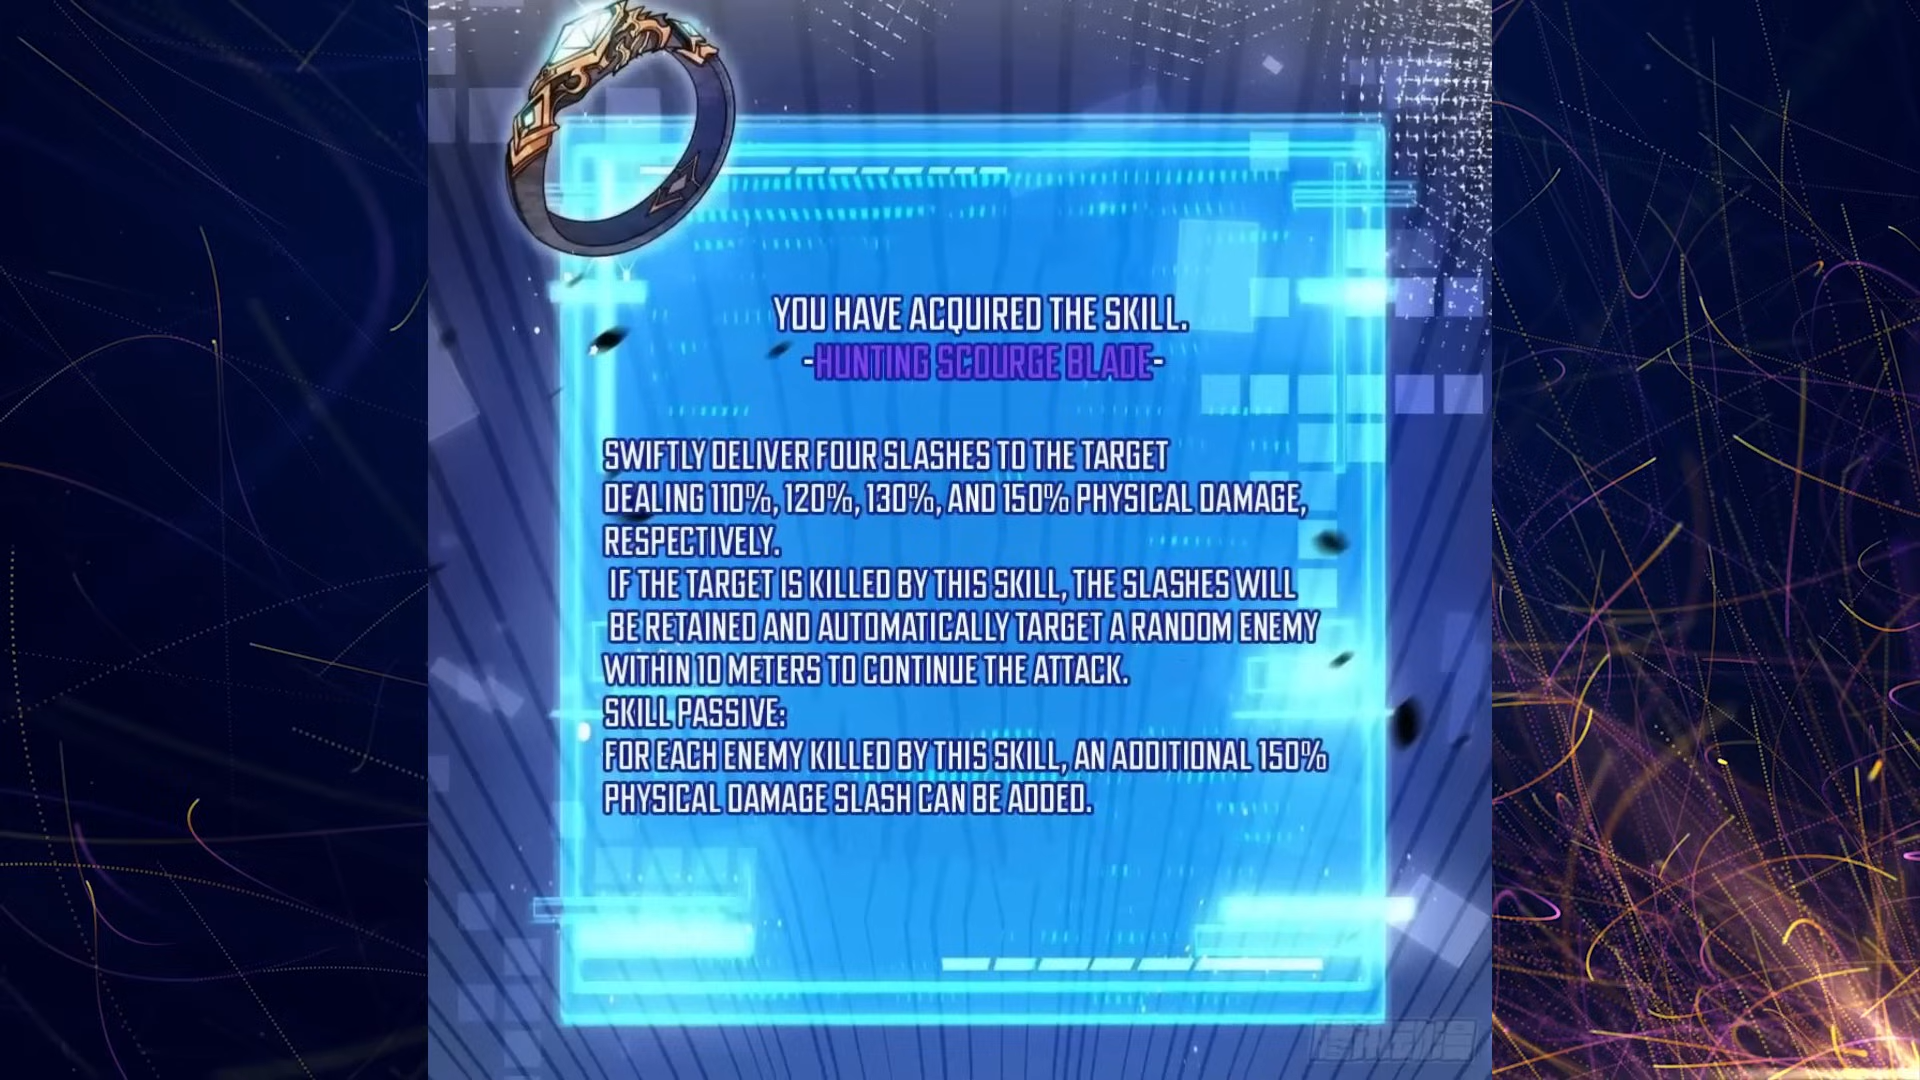 YOU HAVE ACQUIRED THE SKILL.
-HUNTING SCOURGE BLADE-
SWIFTLY DELIVER FOUR SLASHES TO THE TARGET
DEALING 110%, 120%, 130%, AND 150% PHYSICAL DAMAGE,
RESPECTIVELY.
IF THE TARGET IS KILLED BY THIS SKILL, THE SLASHES WILL
BE RETAINED AND AUTOMATICALLY TARGET A RANDOM ENEMY
WITHIN 10 METERS TO CONTINUE THE ATTACK.
SKILL PASSIVE:
FOR EACH ENEMY KILLED BY THIS SKILL, AN ADDITIONAL 150%
PHYSICAL DAMAGE SLASH CAN BE ADDED.